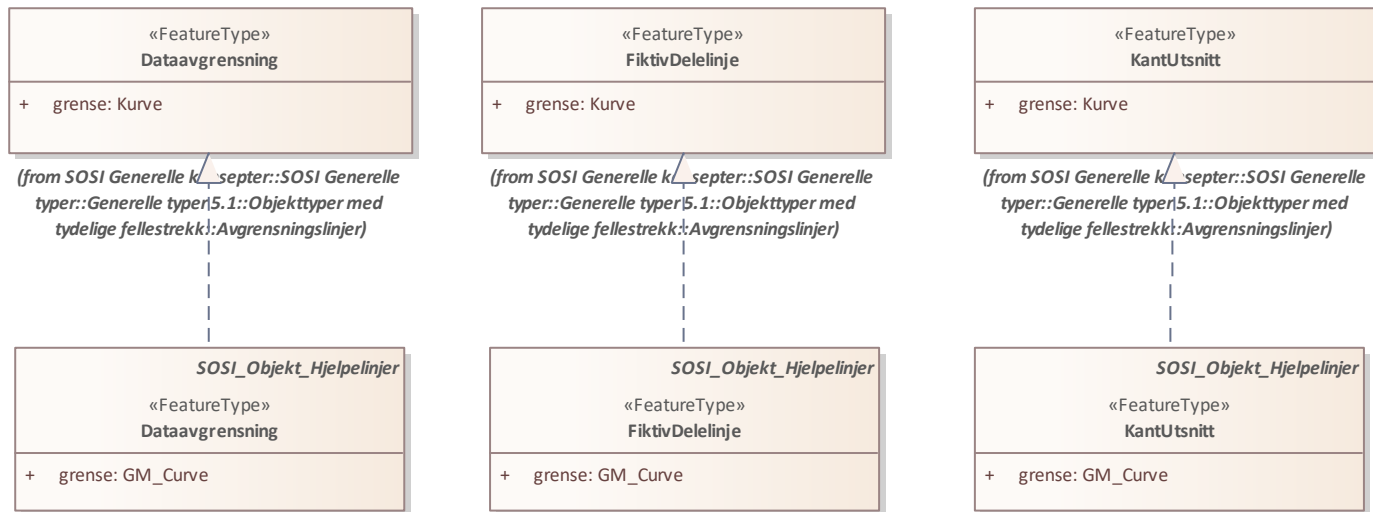 «FeatureType»
Dataavgrensning
+ grense: Kurve
(from SOSI Generelle konsepter::SOSI Generelle
typer::Generelle typer 5.1::Objekttyper med
tydelige fellestrekk::Avgrensningslinjer)
«FeatureType»
FiktivDelelinje
+ grense: Kurve
(from SOSI Generelle konsepter::SOSI Generelle
typer::Generelle typer 5.1::Objekttyper med
tydelige fellestrekk::Avgrensningslinjer)
«FeatureType»
KantUtsnitt
+ grense: Kurve
(from SOSI Generelle konsepter::SOSI Generelle
typer::Generelle typer 5.1::Objekttyper med
tydelige fellestrekk::Avgrensningslinjer)
SOSI_Objekt_Hjelpelinjer
«FeatureType»
Dataavgrensning
+ grense: GM_Curve
SOSI_Objekt_Hjelpelinjer
«FeatureType»
FiktivDelelinje
+ grense: GM_Curve
SOSI_Objekt_Hjelpelinjer
«FeatureType»
KantUtsnitt
+ grense: GM_Curve